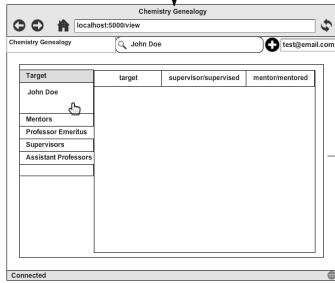 Chemistry Genealogy
localhost:5000/view
Chemistry Genealogy
John Doe
test@email.com
Target
target
supervisor/supervised
mentor/mentored
John Doe
Mentors
Professor Emeritus
Supervisors
Assistant Professors
Connected